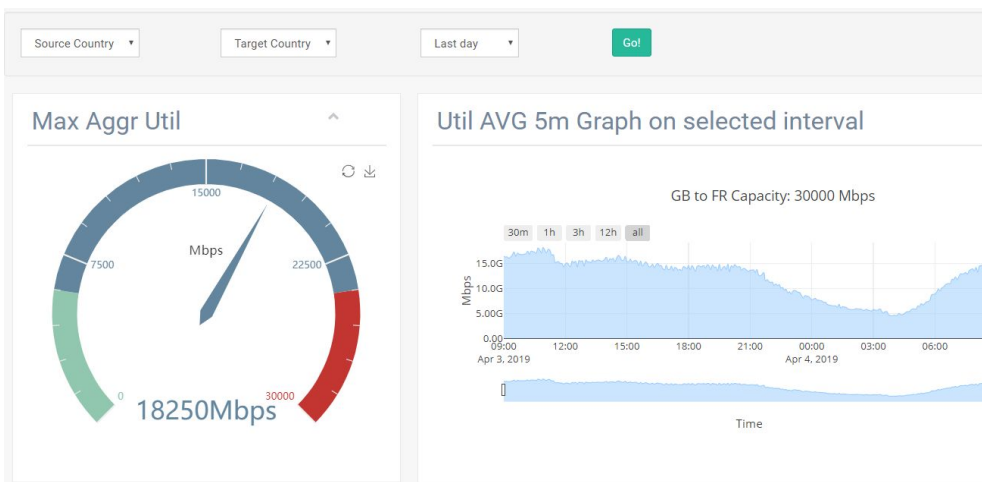 Source Country
Target Country
Last day
Go!
Max Aggr Util
15000
Mbps
7500
22500
0
30000
18250Mbps
Util AVG 5m Graph on selected interval
GB to FR Capacity: 30000 Mbps
30m 1h 3h 12h all
Mbds
15.0G
10.00G
5.00G
0.00
09:00 12:00 15:00 18:00 21:00 00:00 03:00 06:00
Apr 3, 2019 Apr 4, 2019
Time